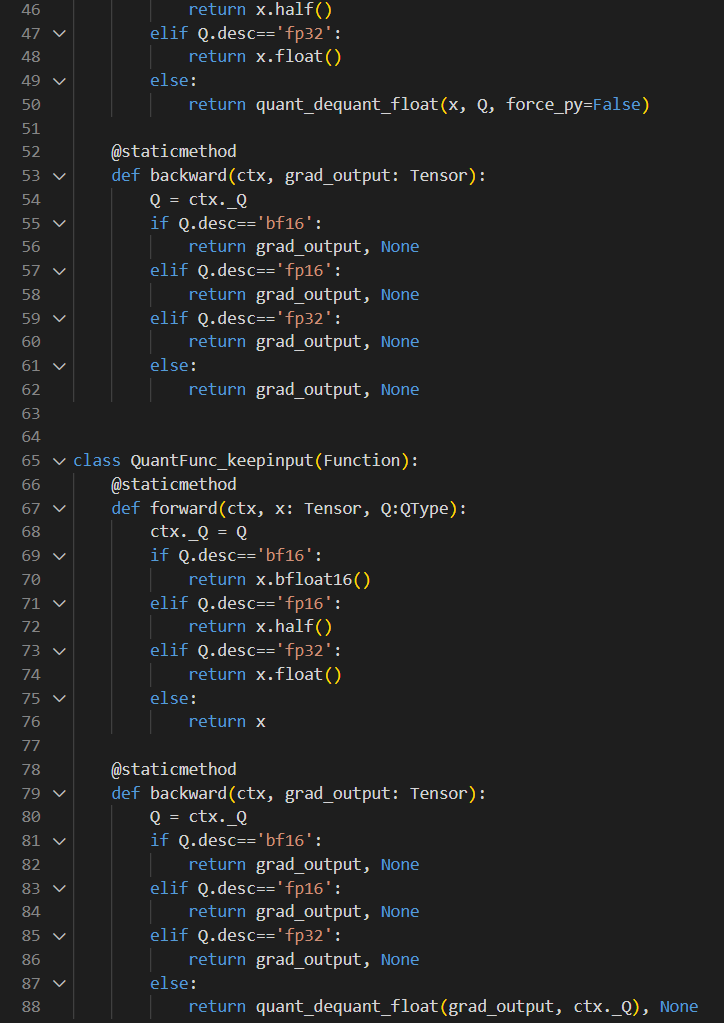 46 return x.half()
47 elif Q.desc=='fp32':
48 return x.float()
49 else:
50 return quant_dequant_float(x, Q, force_py=False)
51
52 @staticmethod
53 def backward(ctx, grad_output: Tensor):
54 Q = ctx._Q
55 if Q.desc=='bf16':
56 return grad_output, None
57 elif Q.desc=='fp16':
58 return grad_output, None
59 elif Q.desc=='fp32':
60 return grad_output, None
61 else:
62 return grad_output, None
63
64
65 class QuantFunc_keepinput(Function):
66 @staticmethod
67 def forward(ctx, x: Tensor, Q:QType):
68 ctx._Q = Q
69 if Q.desc=='bf16':
70 return x.bfloat16()
71 elif Q.desc=='fp16':
72 return x.half()
73 elif Q.desc=='fp32':
74 return x.float()
75 else:
76 return x
77
78 @staticmethod
79 def backward(ctx, grad_output: Tensor):
80 Q = ctx._Q
81 if Q.desc=='bf16':
82 return grad_output, None
83 elif Q.desc=='fp16':
84 return grad_output, None
85 elif Q.desc=='fp32':
86 return grad_output, None
87 else:
88 return quant_dequant_float(grad_output, ctx._Q), None